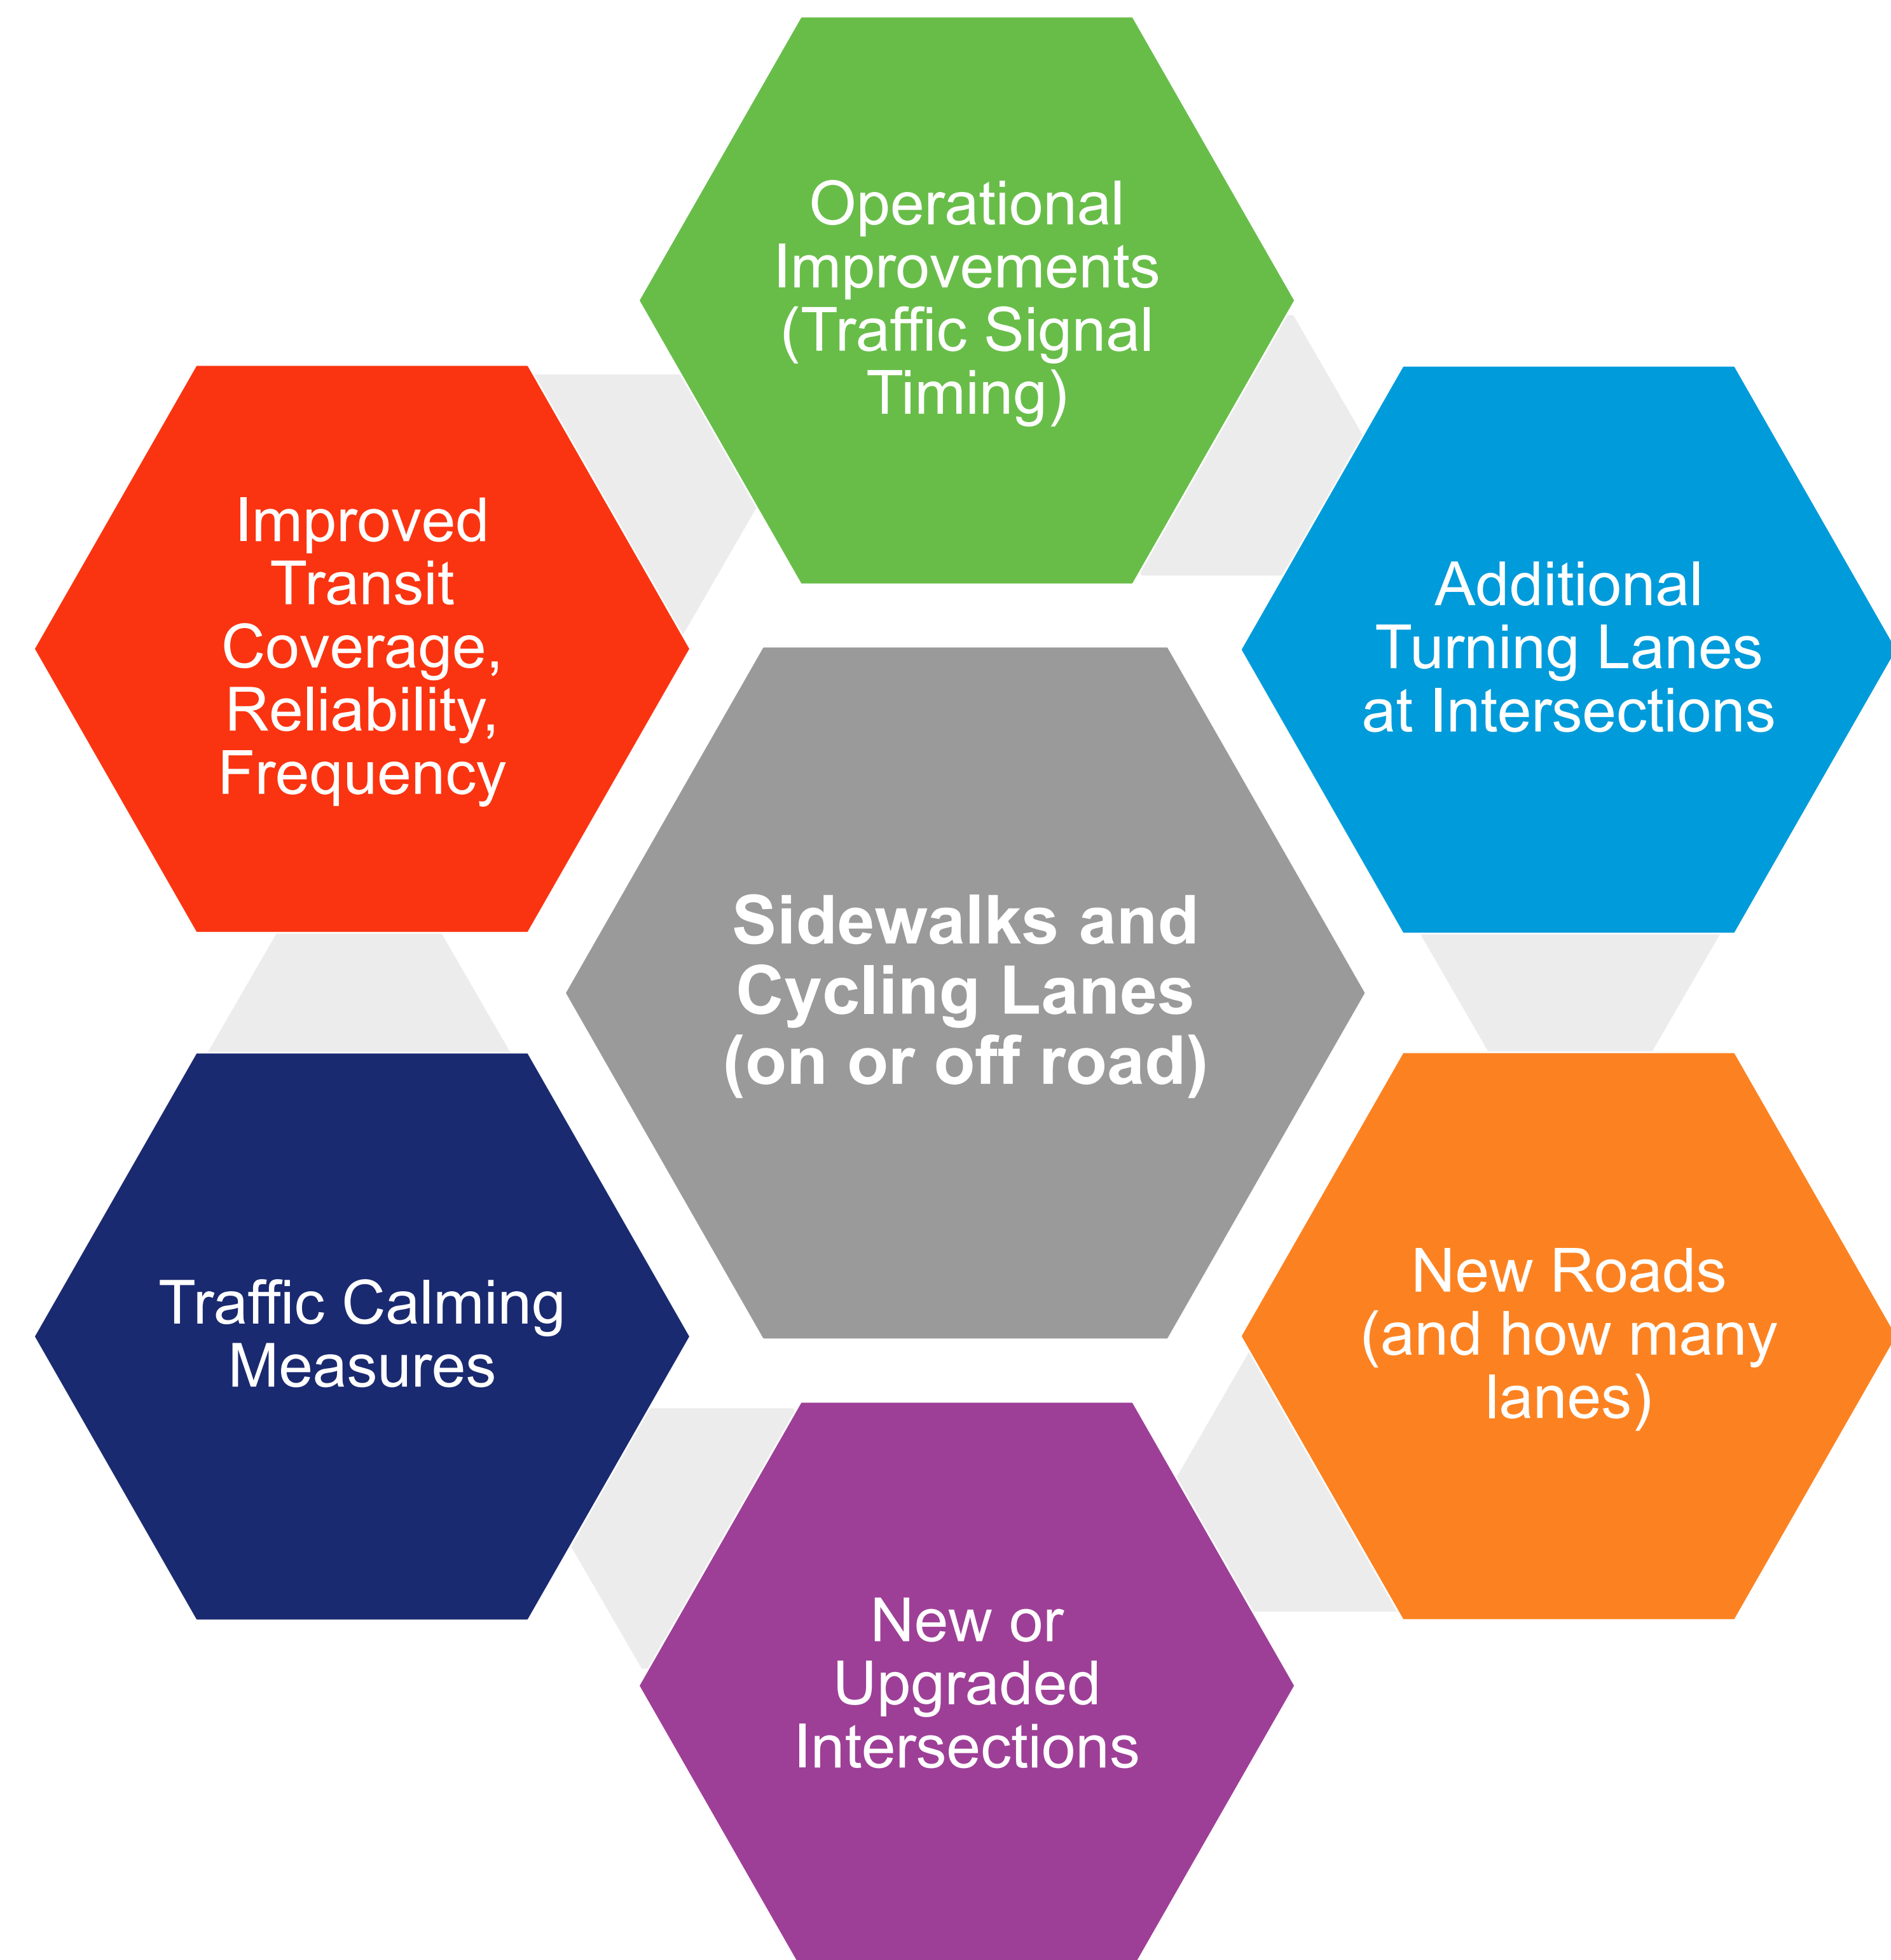 Operational
Improvements
(Traffic Signal
Timing)
Improved
Transit
Coverage,
Reliability,
Frequency
Additional
Turning Lanes
at Intersections
Sidewalks and
Cycling Lanes
(on or off road)
Traffic Calming
Measures
New Roads
(and how many
lanes)
New or
Upgraded
Intersections